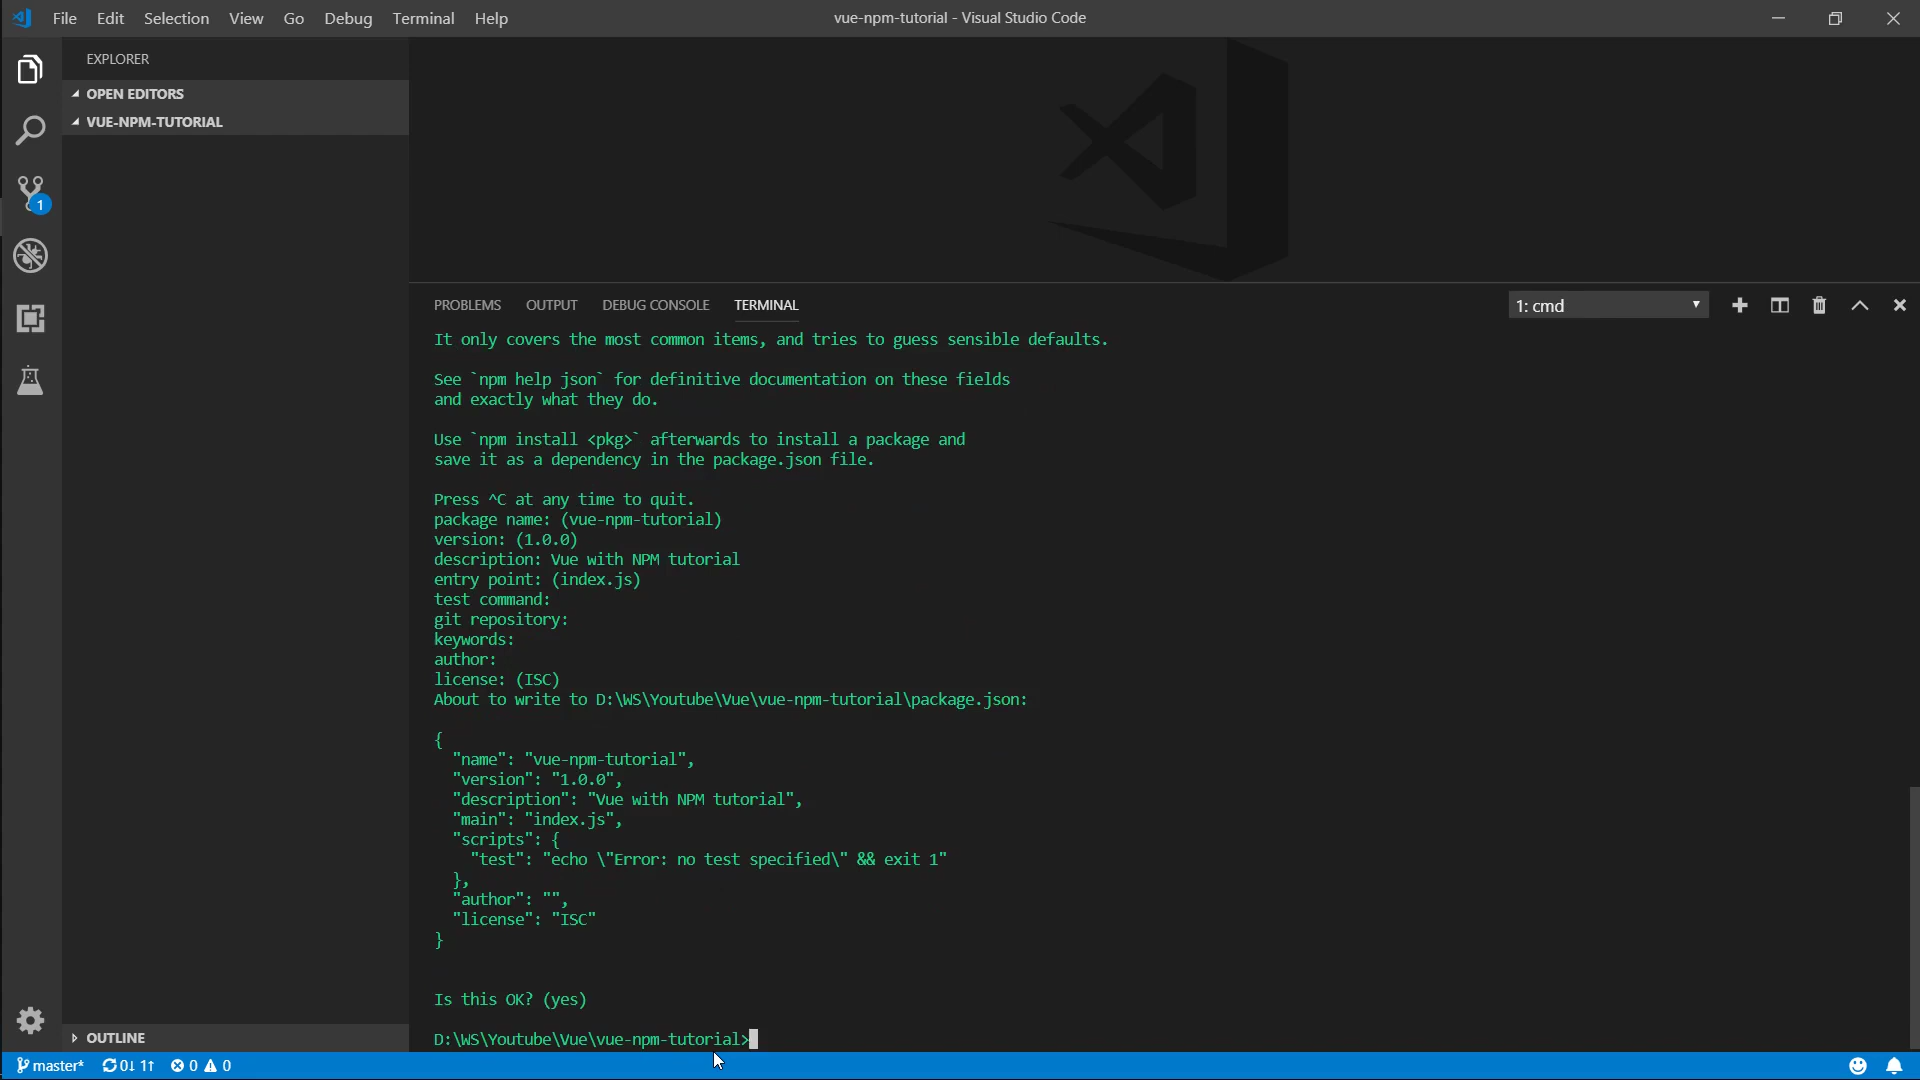 File Edit Selection View Go Debug Terminal Help
vue-npm-tutorial - Visual Studio Code
EXPLORER
OPEN EDITORS
VUE-NPM-TUTORIAL
1
OUTLINE
PROBLEMS OUTPUT DEBUG CONSOLE TERMINAL
1: cmd
It only covers the most common items, and tries to guess sensible defaults.
See `npm help json` for definitive documentation on these fields
and exactly what they do.
Use `npm install <pkg>` afterwards to install a package and
save it as a dependency in the package.json file.
Press ^C at any time to quit.
package name: (vue-npm-tutorial)
version: (1.0.0)
description: Vue with NPM tutorial
entry point: (index.js)
test command:
git repository:
keywords:
author:
license: (ISC)
About to write to D:\WS\Youtube\Vue\vue-npm-tutorial\package.json:
{
  "name": "vue-npm-tutorial",
  "version": "1.0.0",
  "description": "Vue with NPM tutorial",
  "main": "index.js",
  "scripts": {
    "test": "echo \"Error: no test specified\" && exit 1"
  },
  "author": "",
  "license": "ISC"
}
Is this OK? (yes)
D:\WS\Youtube\Vue\vue-npm-tutorial>
master* 0↓ 1↑ 0 0